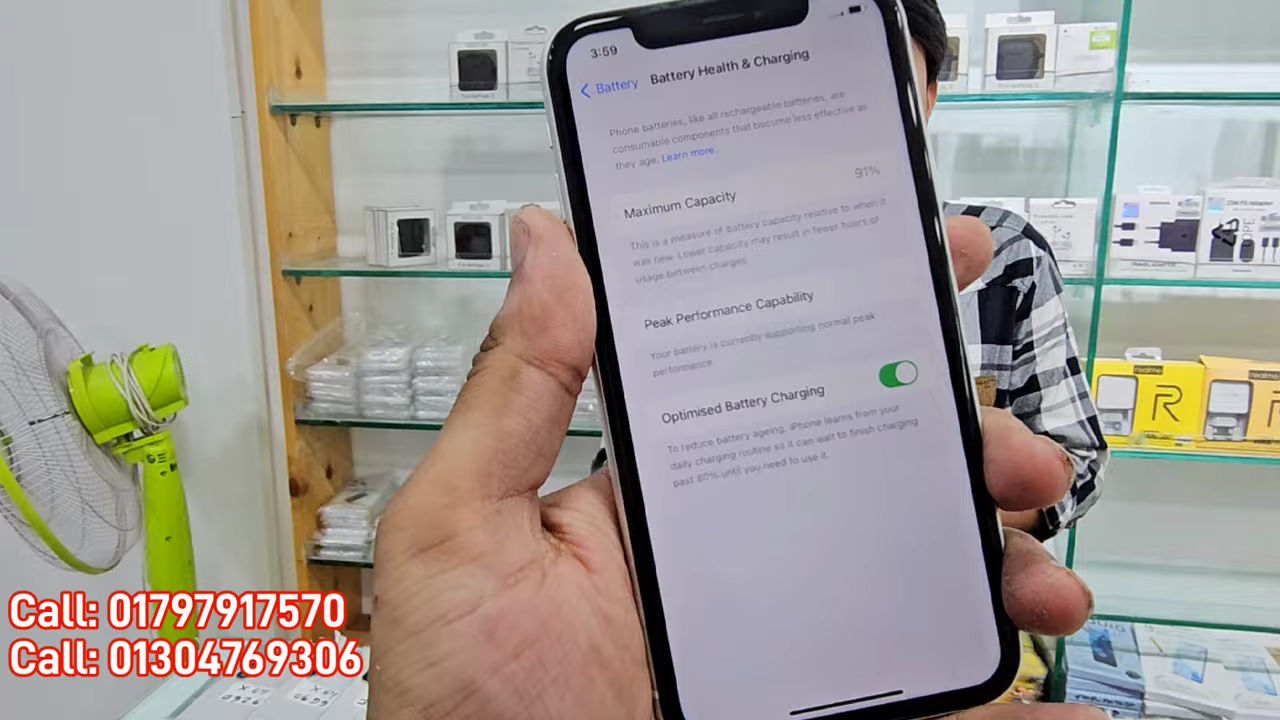 3:59
Battery
Battery Health & Charging
Phone batteries, like all rechargeable batteries, are
consumable components that become less effective as
they age. Learn more..
Maximum Capacity
91%
This is a measure of battery capacity relative to when it
was new. Lower capacity may result in fewer hours of
usage between charges.
Peak Performance Capability
Your battery is currently supporting normal peak
performance.
Optimised Battery Charging
To reduce battery ageing, iPhone learns from your
daily charging routine so it can wait to finish charging
past 80% until you need to use it.
realme
R
realme
Call: 01797917570
Call: 01304769306